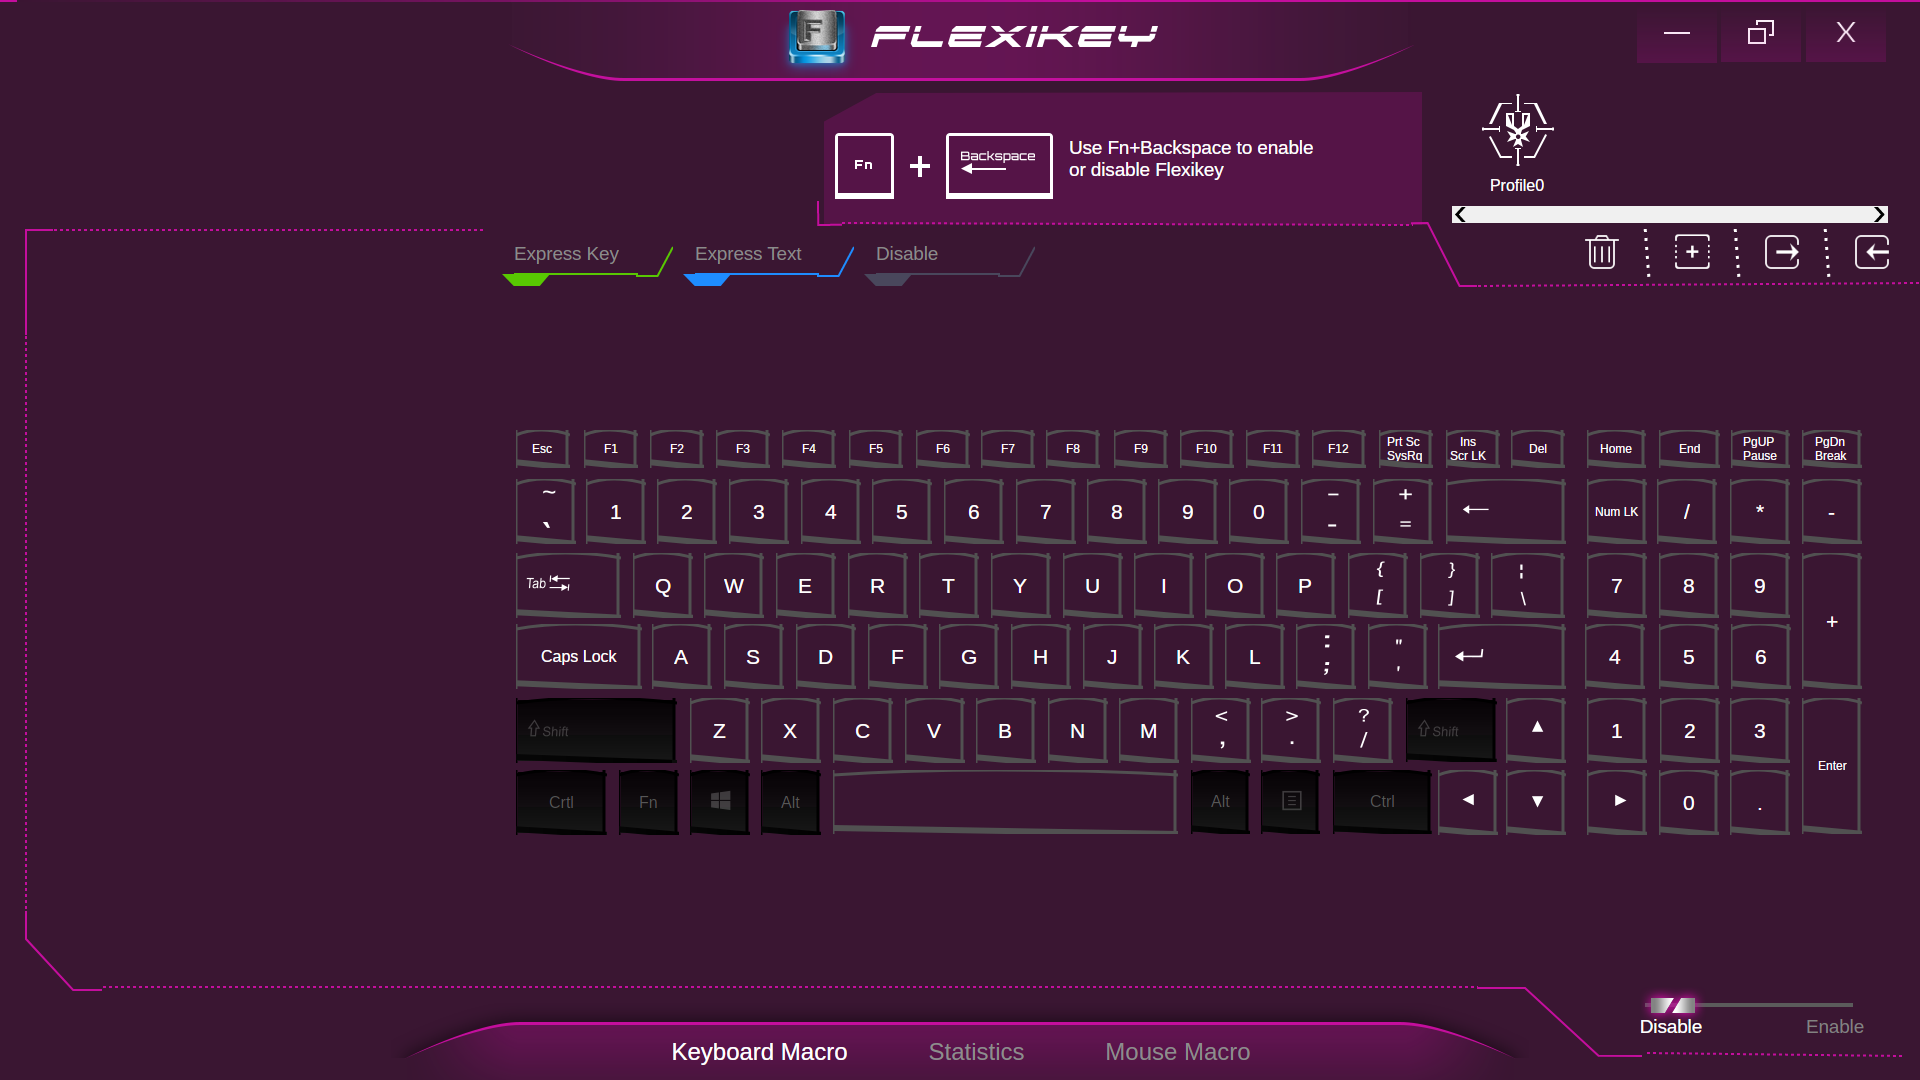 F FLEXIKEY
X
Fn + Backspace
Use Fn+Backspace to enable
or disable Flexikey
Profile0
Express Key Express Text Disable
Esc F1 F2 F3 F4 F5 F6 F7 F8 F9 F10 F11 F12 Prt Sc SysRq Ins Scr LK Del Home End PgUP Pause PgDn Break
~ ` 1 2 3 4 5 6 7 8 9 0 - - + = Num LK / * -
Tab Q W E R T Y U I O P { [ } ] ¦ \ 7 8 9 +
Caps Lock A S D F G H J K L : ; " ' 4 5 6
Shift Z X C V B N M < , > . ? / Shift 1 2 3 Enter
Crtl Fn Alt Alt Ctrl 0 .
Disable Enable
Keyboard Macro Statistics Mouse Macro